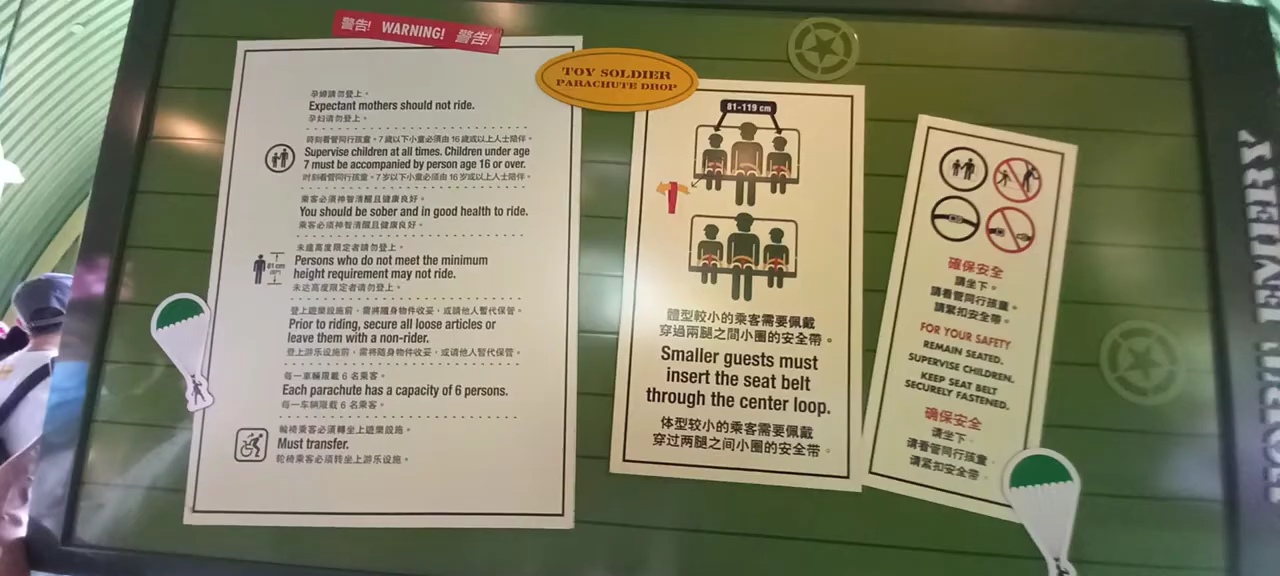 警告! WARNING! 警告!
孕婦請勿登上。
Expectant mothers should not ride.
孕妇请勿登上。
時刻看管同行孩童。7歲以下小童必須由 16 歲或以上人士陪伴。
Supervise children at all times. Children under age
7 must be accompanied by person age 16 or over.
时刻看管同行孩童。7岁以下小童必须由 16 岁或以上人士陪伴。
乘客必須神智清醒且健康良好。
You should be sober and in good health to ride.
乘客必须神智清醒且健康良好。
未達高度限定者請勿登上。
81 cm
Persons who do not meet the minimum
height requirement may not ride.
未达高度限定者请勿登上。
登上遊樂設施前，需將隨身物件收妥，或請他人暫代保管。
Prior to riding, secure all loose articles or
leave them with a non-rider.
登上游乐设施前，需将随身物件收妥，或请他人暂代保管。
每一車輛限載 6 名乘客。
Each parachute has a capacity of 6 persons.
每一车辆限载 6 名乘客。
輪椅乘客必須轉坐上遊樂設施。
Must transfer.
轮椅乘客必须转坐上游乐设施。
TOY SOLDIER
PARACHUTE DROP
81-119 cm
體型較小的乘客需要佩戴
穿過兩腿之間小圈的安全帶。
Smaller guests must
insert the seat belt
through the center loop.
体型较小的乘客需要佩戴
穿过两腿之间小圈的安全带。
確保安全
請坐下。
請看管同行孩童。
請緊扣安全帶。
FOR YOUR SAFETY
REMAIN SEATED.
SUPERVISE CHILDREN.
KEEP SEAT BELT
SECURELY FASTENED.
确保安全
请坐下。
请看管同行孩童。
请紧扣安全带。